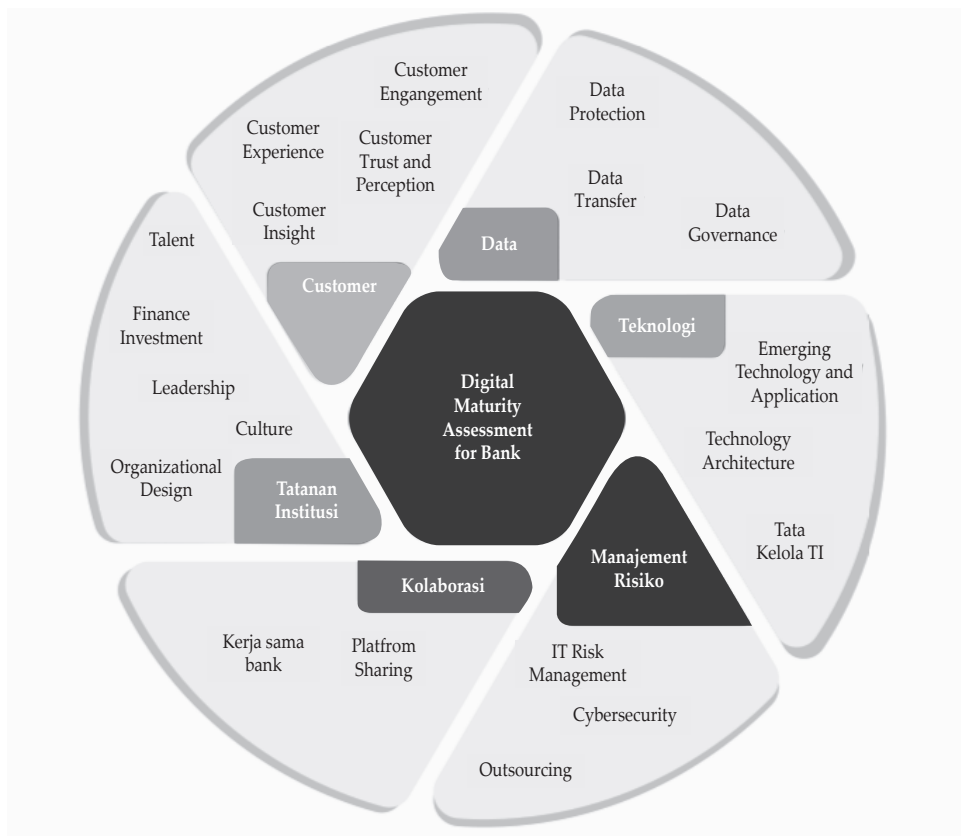 Customer
Engangement
Customer
Experience
Customer
Trust and
Perception
Customer
Insight
Customer
Data
Protection
Data
Transfer
Data
Governance
Data
Teknologi
Emerging
Technology and
Application
Technology
Architecture
Tata
Kelola TI
Manajement
Risiko
IT Risk
Management
Cybersecurity
Outsourcing
Kolaborasi
Kerja sama
bank
Platfrom
Sharing
Talent
Finance
Investment
Leadership
Culture
Organizational
Design
Tatanan
Institusi
Digital
Maturity
Assessment
for Bank